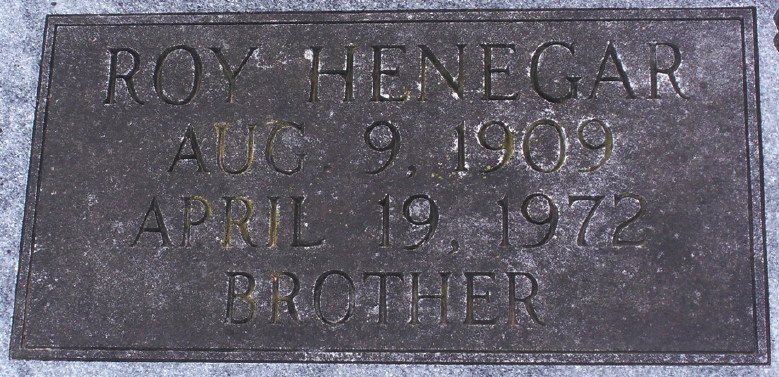 ROY HENEGAR
AUG. 9, 1909
APRIL 19, 1972
BROTHER